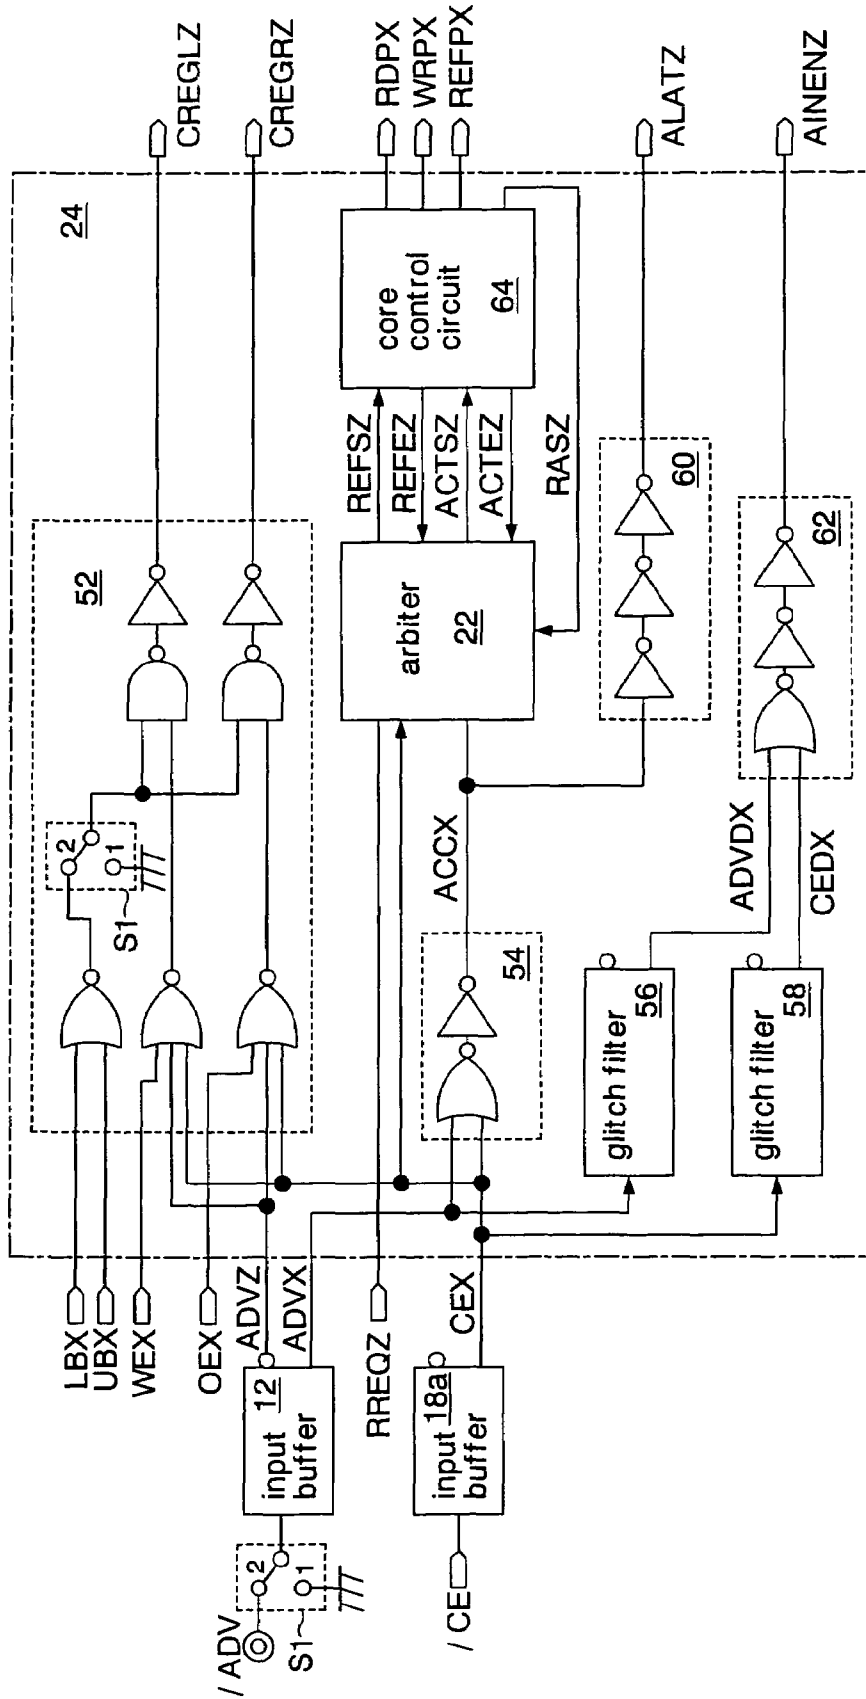 /ADV
S1
2
1
input
buffer
12
ADVZ
ADVX
/CE
input
buffer
18a
CEX
LBX
UBX
WEX
OEX
RREQZ
24
52
S1
2
1
CREGLZ
CREGRZ
54
ACCX
arbiter
22
REFSZ
REFEZ
ACTSZ
ACTEZ
RASZ
core
control
circuit
64
RDPX
WRPX
REFPX
60
ALATZ
glitch filter
56
glitch filter
58
ADVDX
CEDX
62
AINENZ